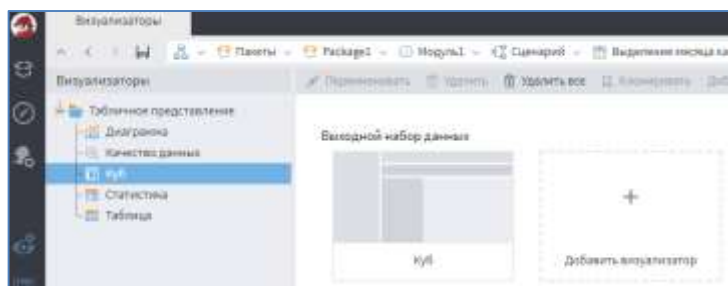 Визуализаторы
Пакеты Package1 Модуль1 Сценарий Выделение месяца ка
Визуализаторы
Переименовать Удалить Удалить все Клонировать
Табличное представление
Диаграмма
Качество данных
Куб
Статистика
Таблица
Выходной набор данных
Куб
Добавить визуализатор